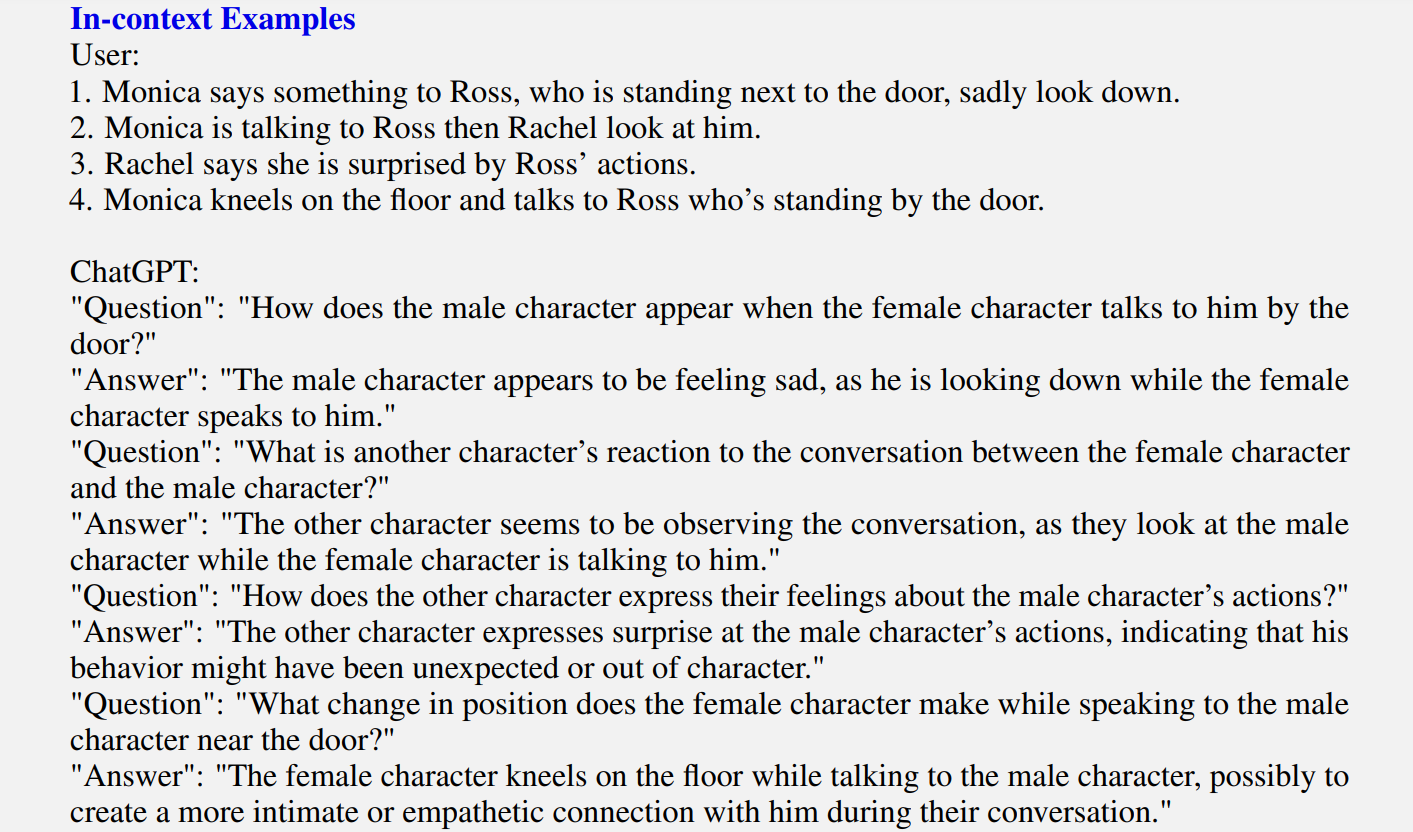 In-context Examples
User:
1. Monica says something to Ross, who is standing next to the door, sadly look down.
2. Monica is talking to Ross then Rachel look at him.
3. Rachel says she is surprised by Ross’ actions.
4. Monica kneels on the floor and talks to Ross who’s standing by the door.
ChatGPT:
"Question": "How does the male character appear when the female character talks to him by the
door?"
"Answer": "The male character appears to be feeling sad, as he is looking down while the female
character speaks to him."
"Question": "What is another character’s reaction to the conversation between the female character
and the male character?"
"Answer": "The other character seems to be observing the conversation, as they look at the male
character while the female character is talking to him."
"Question": "How does the other character express their feelings about the male character’s actions?"
"Answer": "The other character expresses surprise at the male character’s actions, indicating that his
behavior might have been unexpected or out of character."
"Question": "What change in position does the female character make while speaking to the male
character near the door?"
"Answer": "The female character kneels on the floor while talking to the male character, possibly to
create a more intimate or empathetic connection with him during their conversation."